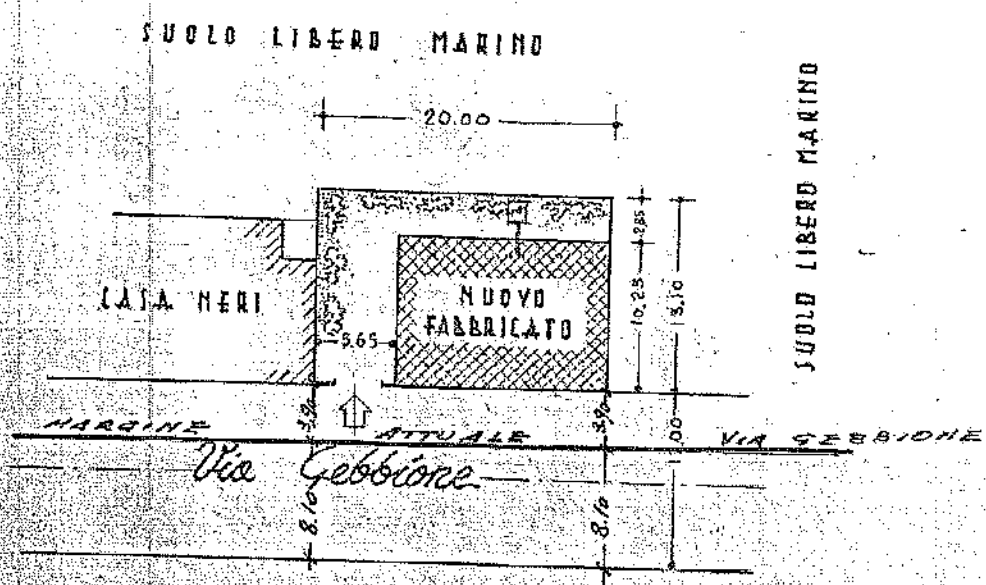 SUOLO LIBERO MARINO
20.00
SUOLO LIBERO MARINO
2.85
10.25
13.10
CASA NERI
NUOVO
FABBRICATO
5.65
3.90
3.90
MARGINE ATTUALE VIA GEBBIONE
Via Gebbione
8.10
8.10